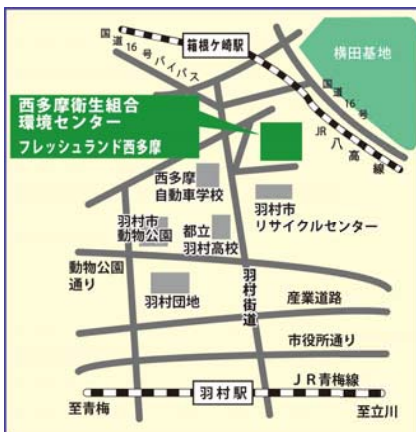 国道16号バイパス
箱根ケ崎駅
横田基地
国道16号
JR八高線
西多摩衛生組合
環境センター
フレッシュランド西多摩
西多摩
自動車学校
羽村市
リサイクルセンター
羽村市
動物公園
都立
羽村高校
動物公園
通り
羽村団地
羽村街道
産業道路
市役所通り
JR青梅線
羽村駅
至青梅
至立川